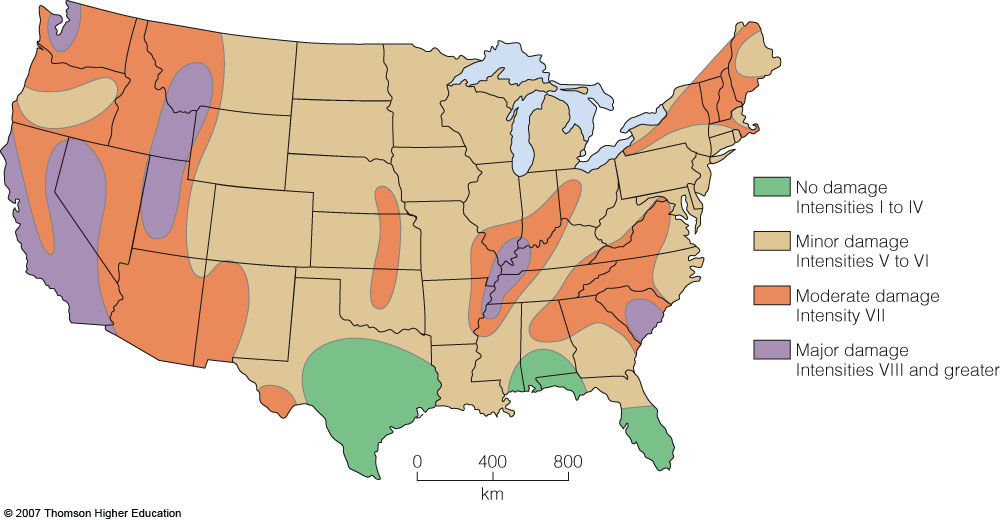 No damage
Intensities I to IV
Minor damage
Intensities V to VI
Moderate damage
Intensity VII
Major damage
Intensities VIII and greater
0 400 800
km
© 2007 Thomson Higher Education